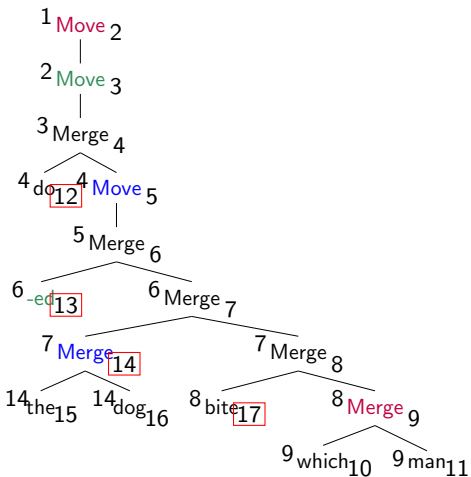 1 Move 2
2 Move 3
3 Merge 4
4 do 12 4 Move 5
5 Merge 6
6 -ed 13 6 Merge 7
7 Merge 14 7 Merge 8
14 the 15 14 dog 16 8 bite 17 8 Merge 9
9 which 10 9 man 11